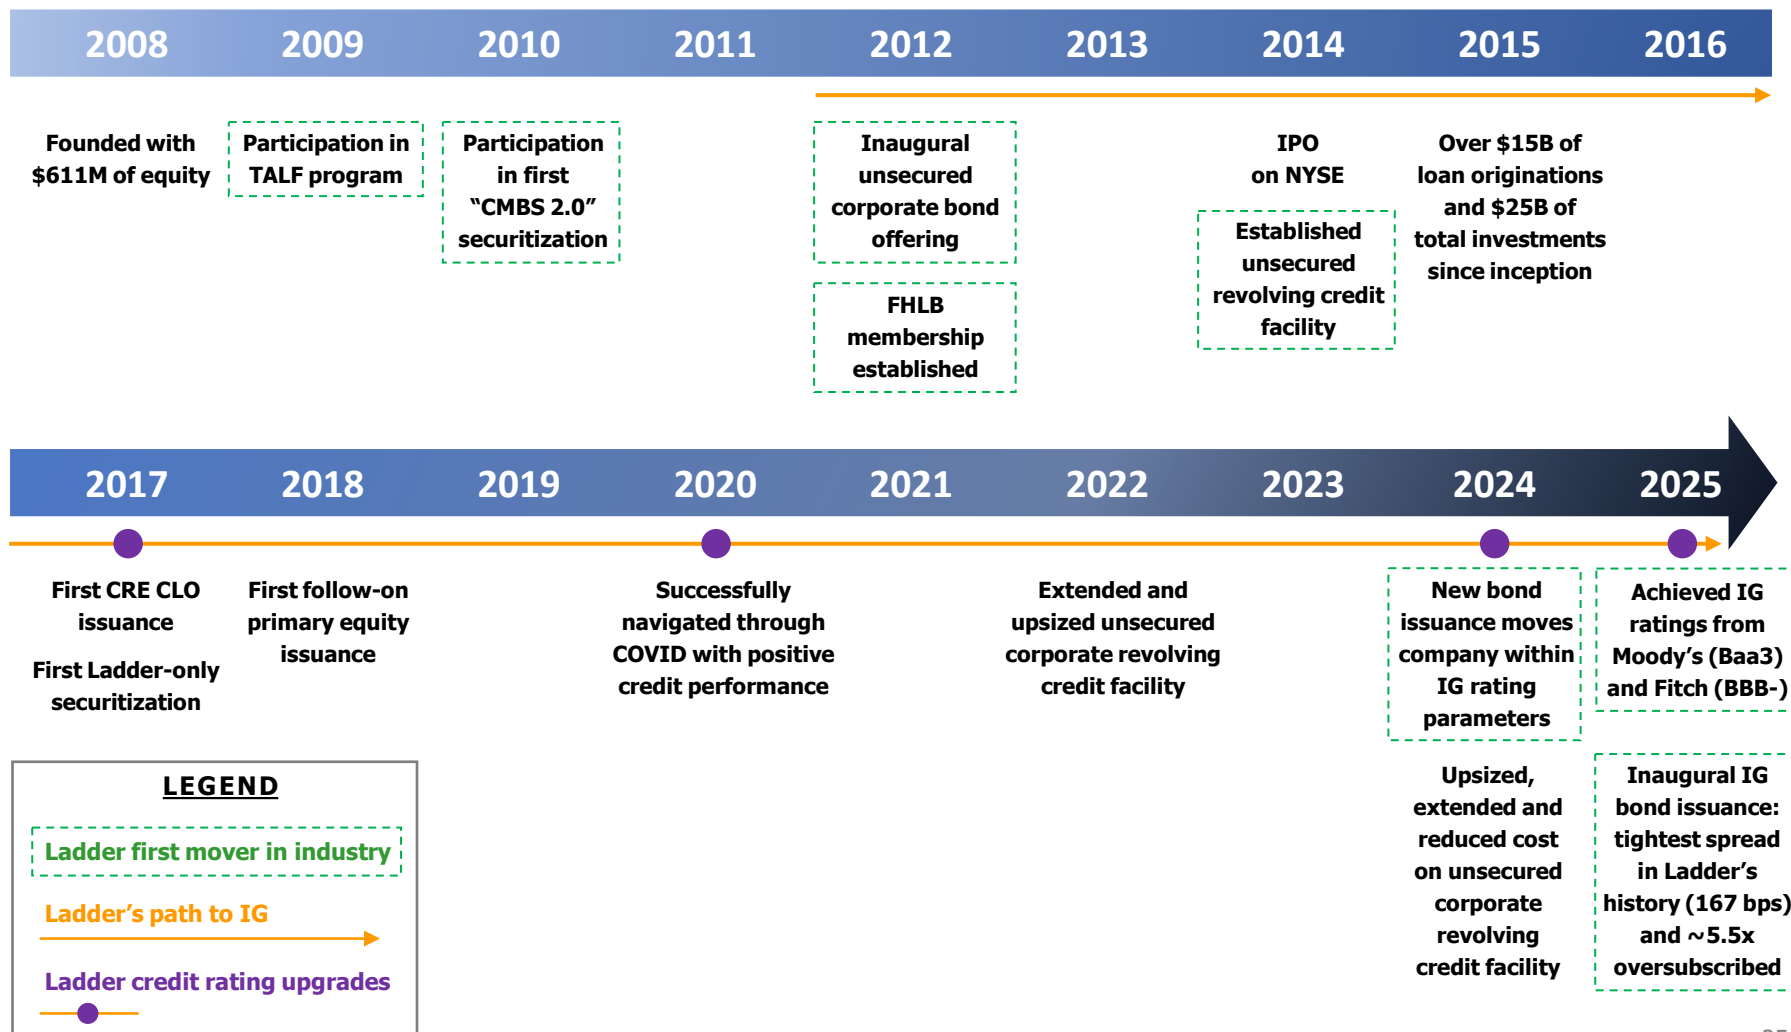 2008 2009 2010 2011 2012 2013 2014 2015 2016
Founded with
$611M of equity
Participation in
TALF program
Participation
in first
“CMBS 2.0”
securitization
Inaugural
unsecured
corporate bond
offering
FHLB
membership
established
IPO
on NYSE
Established
unsecured
revolving credit
facility
Over $15B of
loan originations
and $25B of
total investments
since inception
2017 2018 2019 2020 2021 2022 2023 2024 2025
First CRE CLO
issuance
First Ladder-only
securitization
First follow-on
primary equity
issuance
Successfully
navigated through
COVID with positive
credit performance
Extended and
upsized unsecured
corporate revolving
credit facility
New bond
issuance moves
company within
IG rating
parameters
Upsized,
extended and
reduced cost
on unsecured
corporate
revolving
credit facility
Achieved IG
ratings from
Moody’s (Baa3)
and Fitch (BBB-)
Inaugural IG
bond issuance:
tightest spread
in Ladder’s
history (167 bps)
and ~5.5x
oversubscribed
LEGEND
Ladder first mover in industry
Ladder’s path to IG
Ladder credit rating upgrades